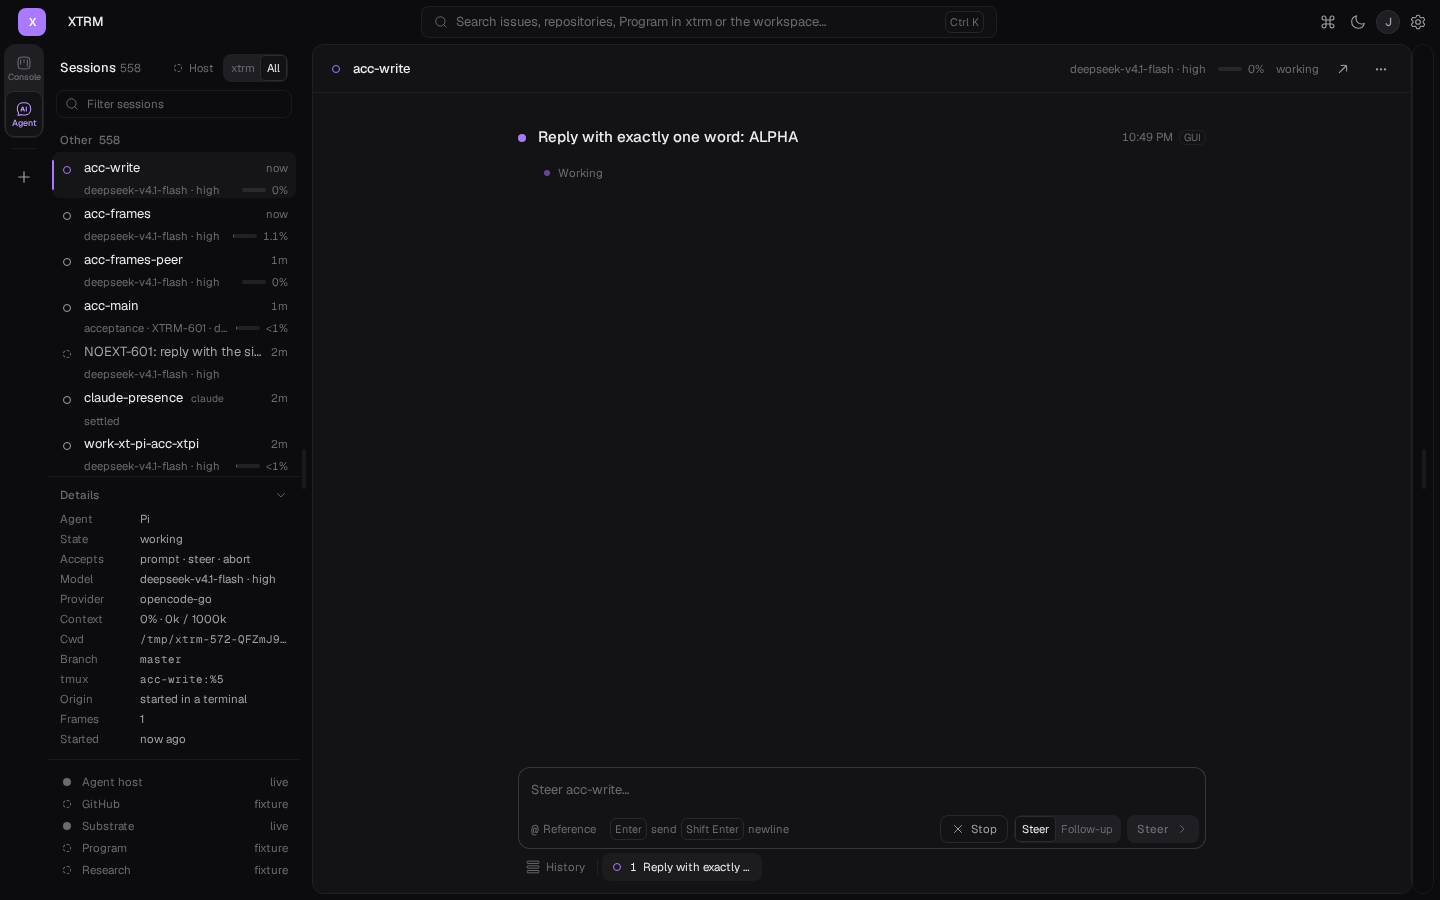 X XTRM
Search issues, repositories, Program in xtrm or the workspace... Ctrl K
J
Console
AI
Agent
Sessions 558 Host xtrm All
Filter sessions
Other 558
acc-write now
deepseek-v4.1-flash · high 0%
acc-frames now
deepseek-v4.1-flash · high 1.1%
acc-frames-peer 1m
deepseek-v4.1-flash · high 0%
acc-main 1m
acceptance · XTRM-601 · d... <1%
NOEXT-601: reply with the si... 2m
deepseek-v4.1-flash · high
claude-presence claude 2m
settled
work-xt-pi-acc-xtpi 2m
deepseek-v4.1-flash · high <1%
Details
Agent Pi
State working
Accepts prompt · steer · abort
Model deepseek-v4.1-flash · high
Provider opencode-go
Context 0% · 0k / 1000k
Cwd /tmp/xtrm-572-QFZmJ9...
Branch master
tmux acc-write:%5
Origin started in a terminal
Frames 1
Started now ago
Agent host live
GitHub fixture
Substrate live
Program fixture
Research fixture
acc-write deepseek-v4.1-flash · high 0% working
Reply with exactly one word: ALPHA 10:49 PM GUI
Working
Steer acc-write...
@ Reference Enter send Shift Enter newline Stop Steer Follow-up Steer
History 1 Reply with exactly ...